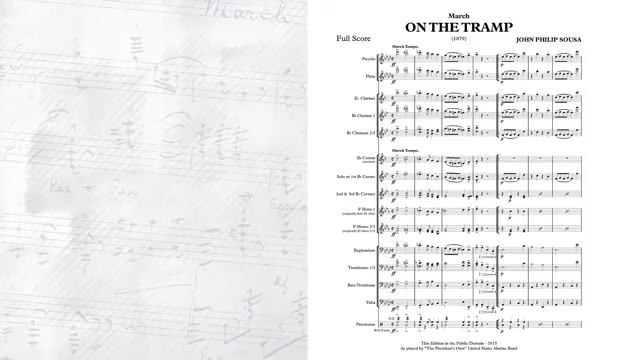 March
March
ON THE TRAMP
Full Score
(1879)
JOHN PHILIP SOUSA
March Tempo.
Piccolo
Flute
E♭ Clarinet
B♭ Clarinet 1
B♭ Clarinets 2/3
March Tempo.
E♭ Cornet
Solo or 1st B♭ Cornet
2nd & 3rd B♭ Cornets
F Horn 1
F Horns 2/3
Euphonium
Trombones 1/2
Bass Trombone
Tuba
Percussion
This Edition in the Public Domain - 2015
As played by "The President's Own" United States Marine Band